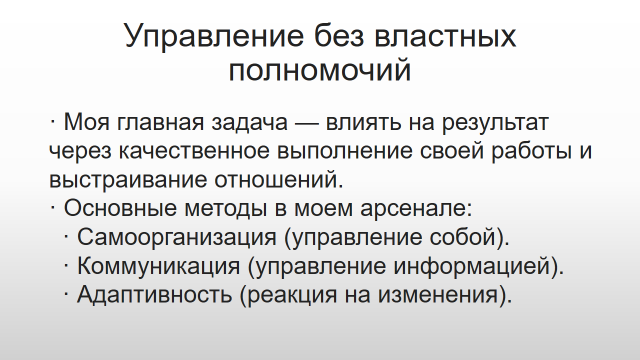 Управление без властных
полномочий
· Моя главная задача — влиять на результат
через качественное выполнение своей работы и
выстраивание отношений.
· Основные методы в моем арсенале:
· Самоорганизация (управление собой).
· Коммуникация (управление информацией).
· Адаптивность (реакция на изменения).